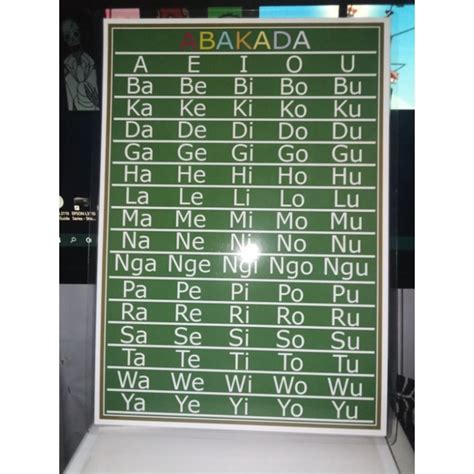 ABAKADA
A E I O U
Ba Be Bi Bo Bu
Ka Ke Ki Ko Ku
Da De Di Do Du
Ga Ge Gi Go Gu
Ha He Hi Ho Hu
La Le Li Lo Lu
Ma Me Mi Mo Mu
Na Ne Ni No Nu
Nga Nge Ngi Ngo Ngu
Pa Pe Pi Po Pu
Ra Re Ri Ro Ru
Sa Se Si So Su
Ta Te Ti To Tu
Wa We Wi Wo Wu
Ya Ye Yi Yo Yu